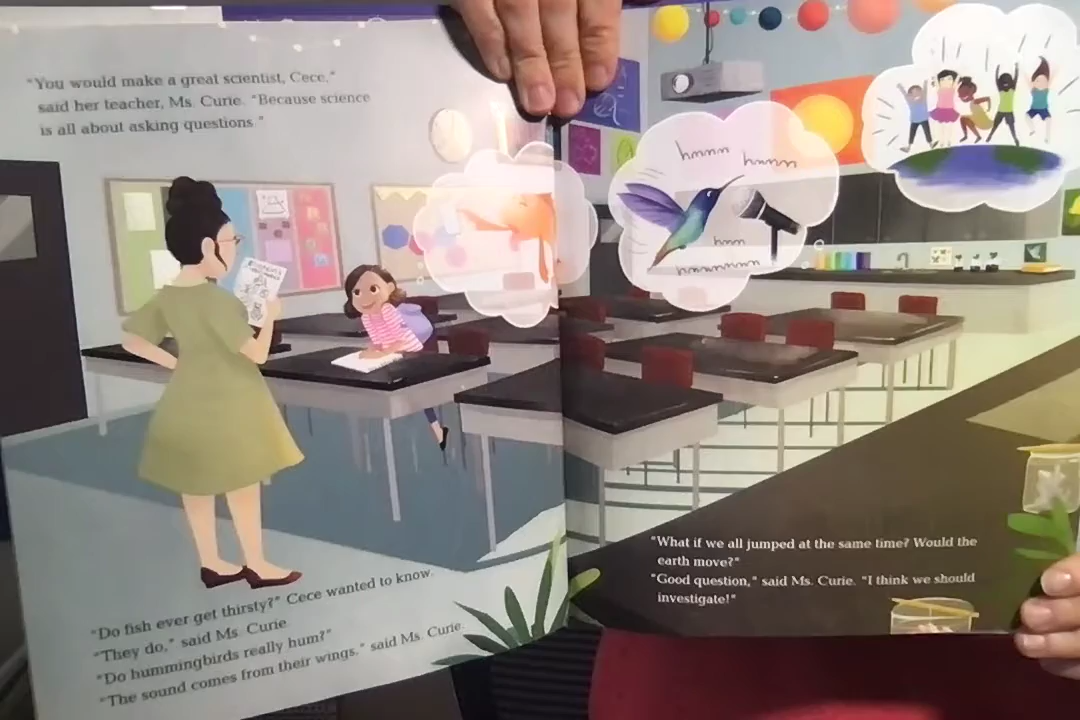 "You would make a great scientist, Cece,"
said her teacher, Ms. Curie. "Because science
is all about asking questions."
hmmm hmmm
hmm
hmmmmmm
"Do fish ever get thirsty?" Cece wanted to know.
"They do," said Ms. Curie.
"Do hummingbirds really hum?"
"The sound comes from their wings," said Ms. Curie.
"What if we all jumped at the same time? Would the
earth move?"
"Good question," said Ms. Curie. "I think we should
investigate!"